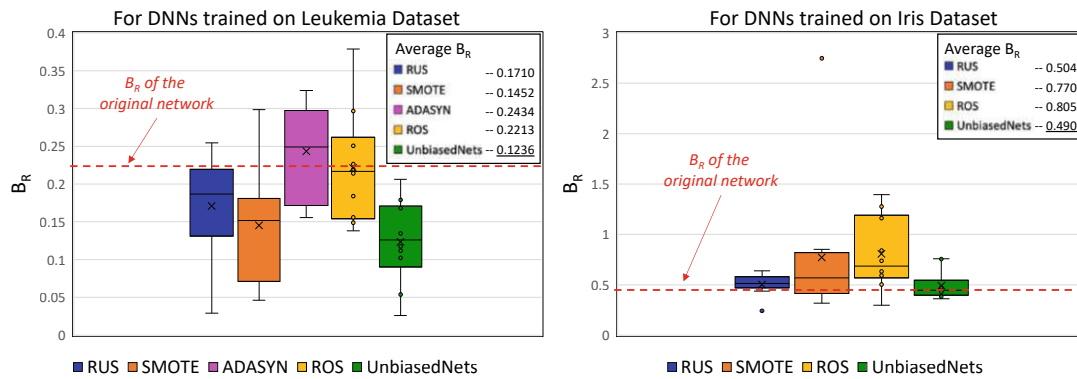 For DNNs trained on Leukemia Dataset
0.4
0.35
0.3
0.25
0.2
0.15
0.1
0.05
0
B_R
B_R of the
original network
Average B_R
RUS -- 0.1710
SMOTE -- 0.1452
ADASYN -- 0.2434
ROS -- 0.2213
UnbiasedNets -- 0.1236
RUS SMOTE ADASYN ROS UnbiasedNets
For DNNs trained on Iris Dataset
3
2.5
2
1.5
1
0.5
0
B_R
B_R of the
original network
Average B_R
RUS -- 0.504
SMOTE -- 0.770
ROS -- 0.805
UnbiasedNets -- 0.490
RUS SMOTE ROS UnbiasedNets